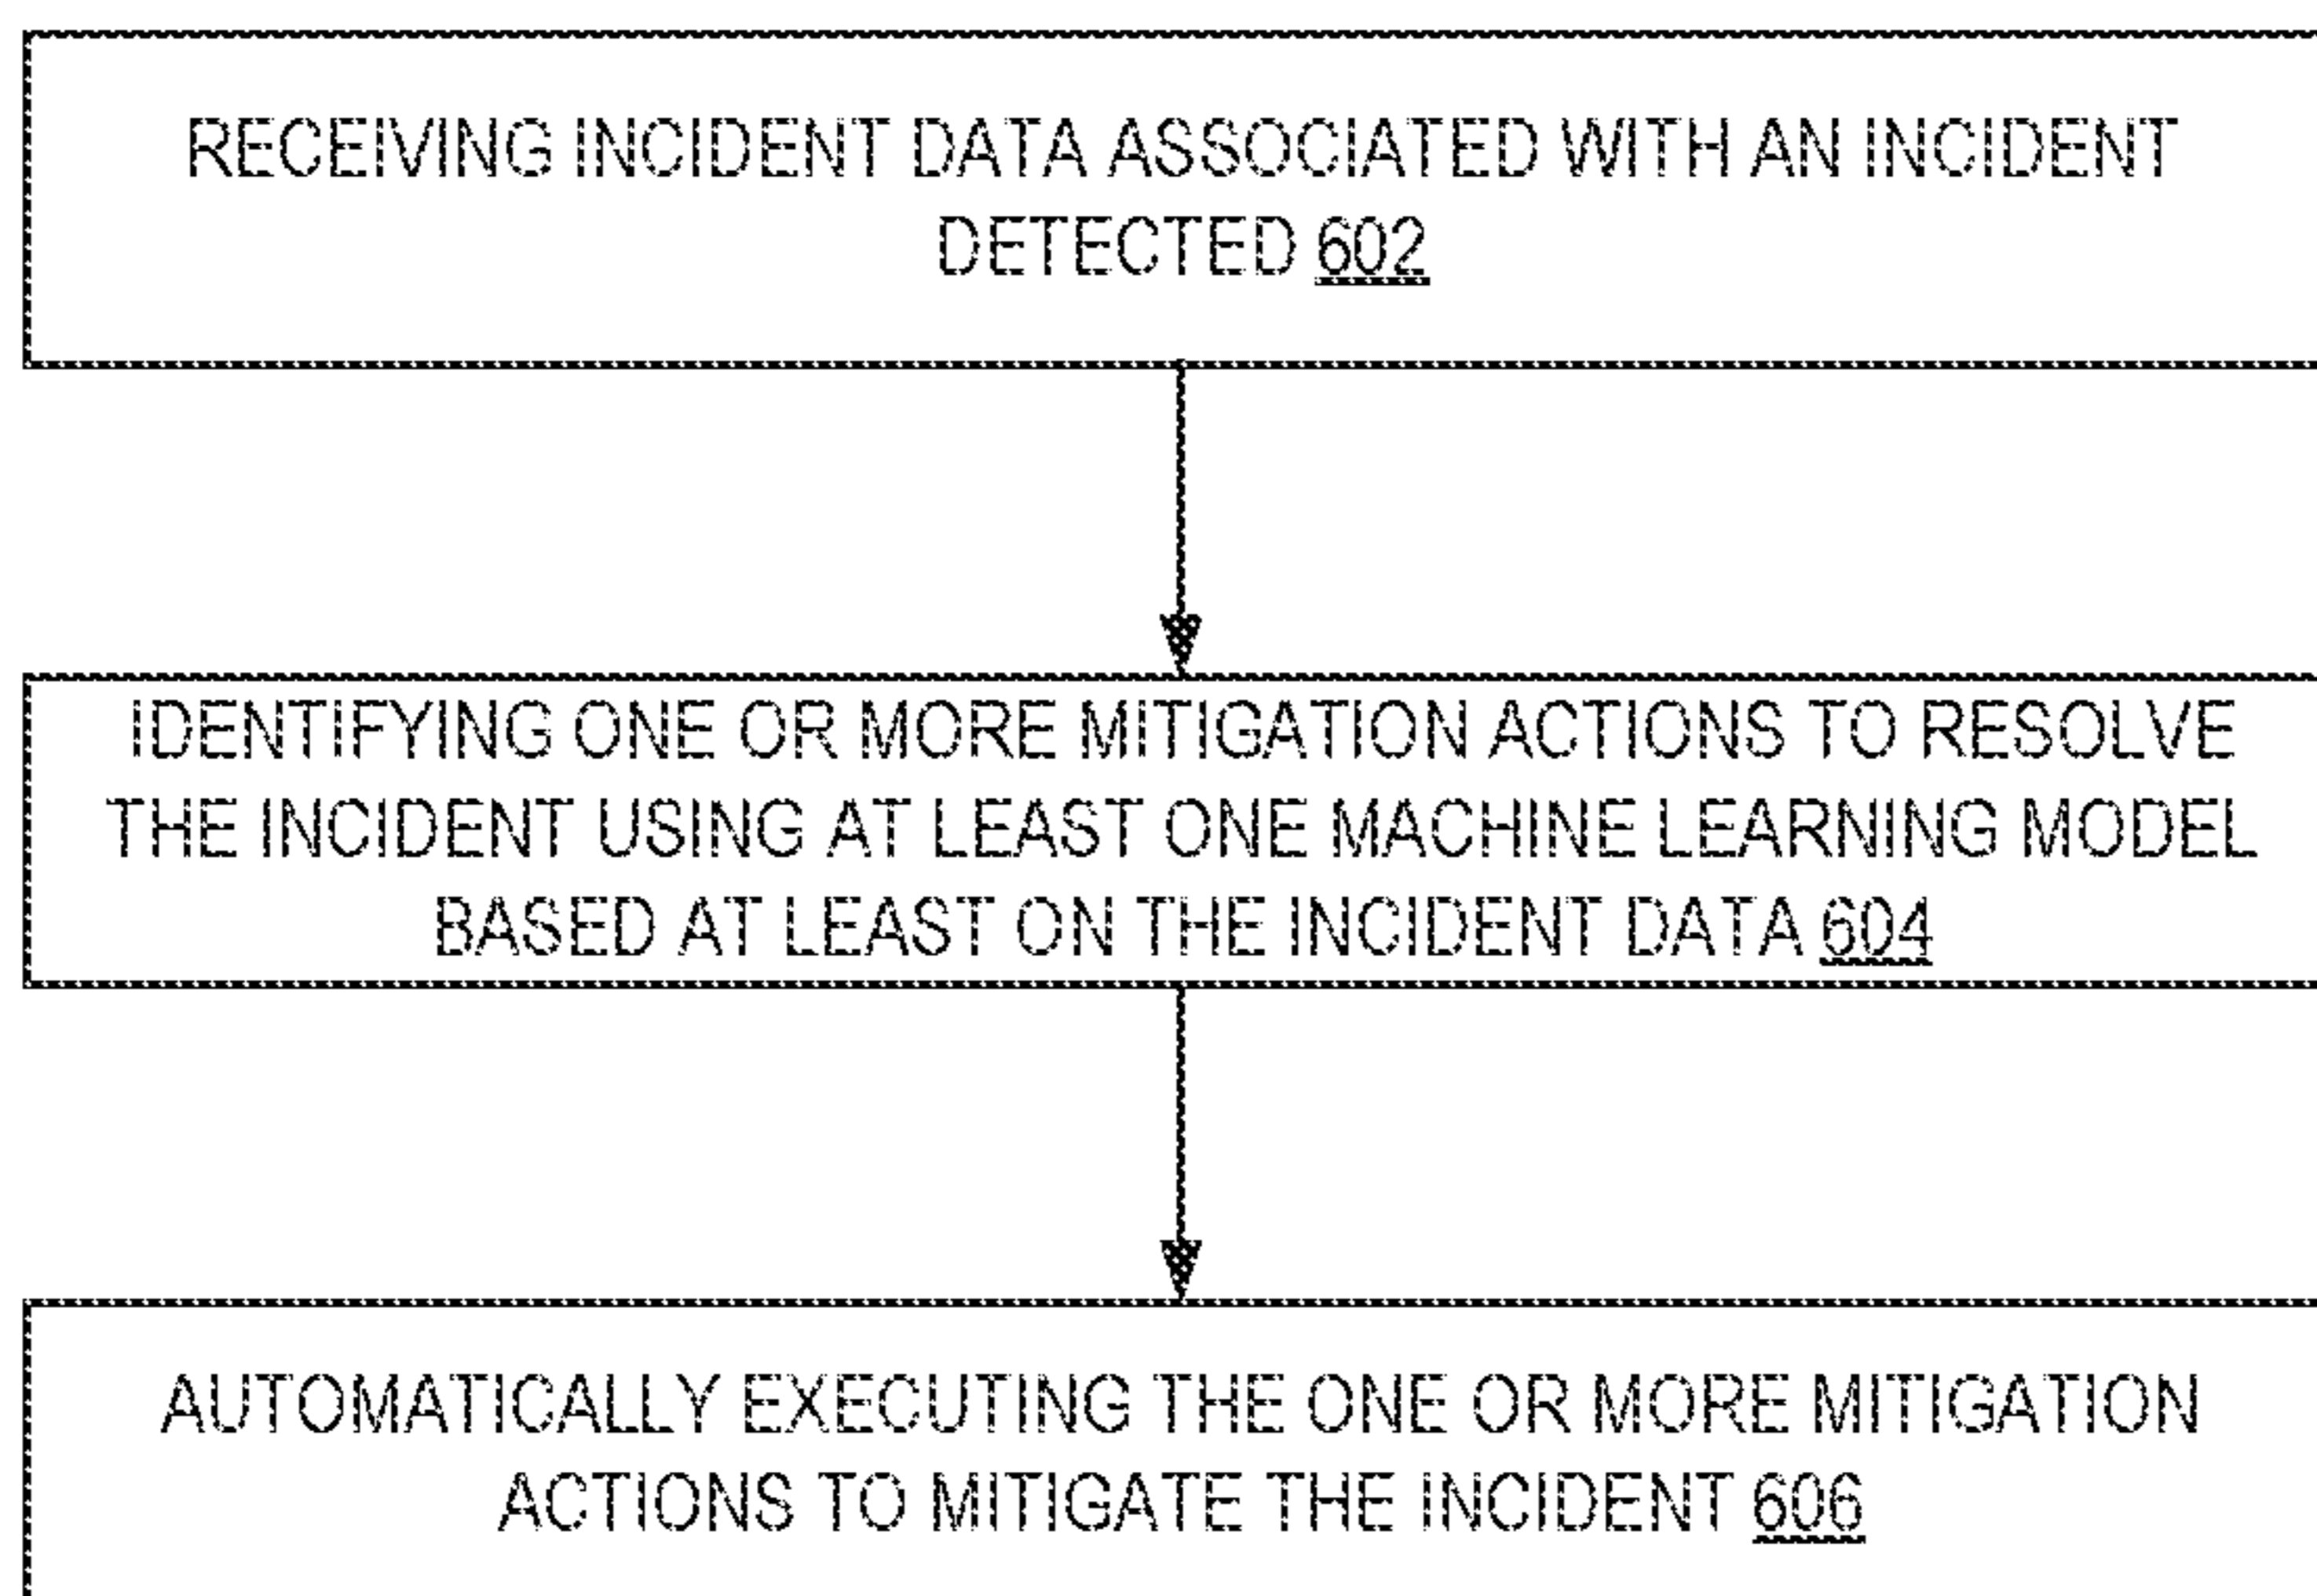 RECEIVING INCIDENT DATA ASSOCIATED WITH AN INCIDENT
DETECTED 602
IDENTIFYING ONE OR MORE MITIGATION ACTIONS TO RESOLVE
THE INCIDENT USING AT LEAST ONE MACHINE LEARNING MODEL
BASED AT LEAST ON THE INCIDENT DATA 604
AUTOMATICALLY EXECUTING THE ONE OR MORE MITIGATION
ACTIONS TO MITIGATE THE INCIDENT 606